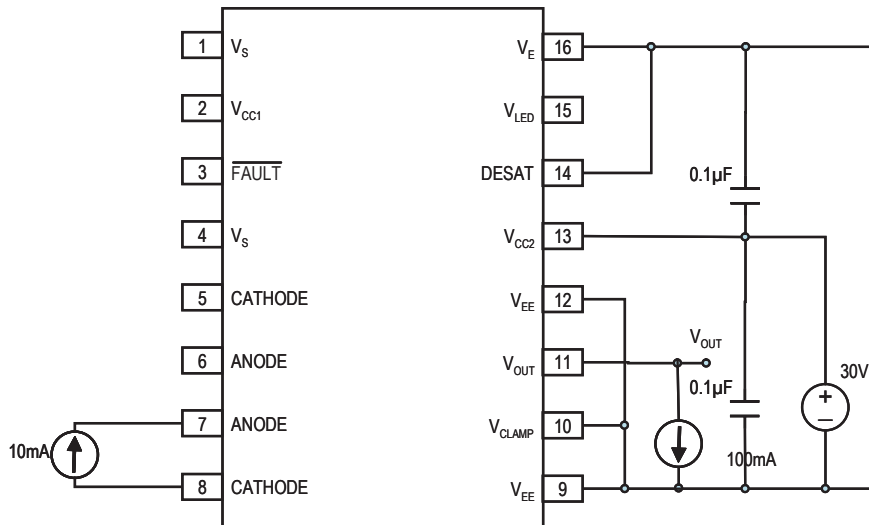 1 V_S
2 V_CC1
3 FAULT
4 V_S
5 CATHODE
6 ANODE
7 ANODE
8 CATHODE
10mA
V_E 16
V_LED 15
DESAT 14
V_CC2 13
V_EE 12
V_OUT 11
V_CLAMP 10
V_EE 9
0.1µF
V_OUT
0.1µF
30V
+
–
100mA